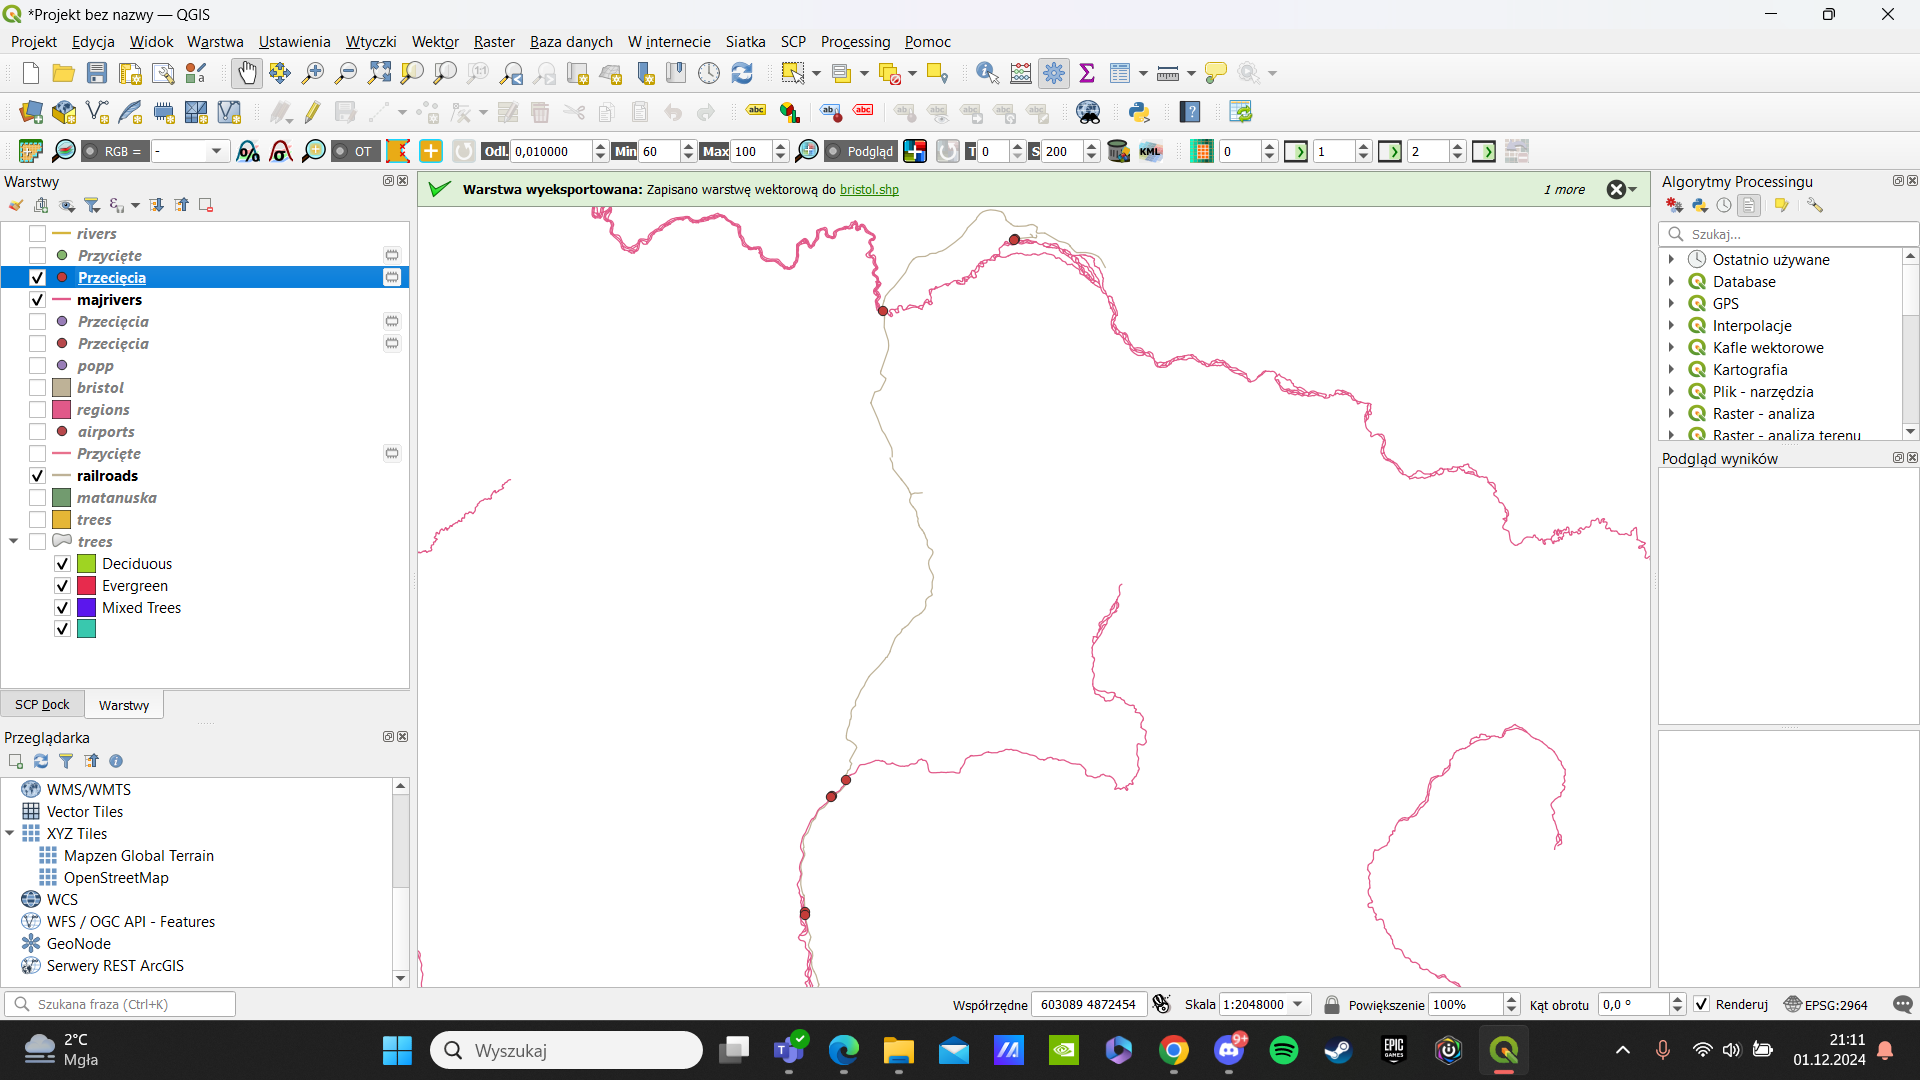 *Projekt bez nazwy — QGIS
Projekt Edycja Widok Warstwa Ustawienia Wtyczki Wektor Raster Baza danych W internecie Siatka SCP Processing Pomoc
RGB = - OT Odl. 0,010000 Min 60 Max 100 Podgląd T 0 S 200 KML 0 1 2
Warstwy
rivers
Przycięte
Przecięcia
majrivers
Przecięcia
Przecięcia
popp
bristol
regions
airports
Przycięte
railroads
matanuska
trees
trees
Deciduous
Evergreen
Mixed Trees
SCP Dock Warstwy
Przeglądarka
WMS/WMTS
Vector Tiles
XYZ Tiles
Mapzen Global Terrain
OpenStreetMap
WCS
WFS / OGC API - Features
GeoNode
Serwery REST ArcGIS
Warstwa wyeksportowana: Zapisano warstwę wektorową do bristol.shp 1 more
Algorytmy Processingu
Szukaj...
Ostatnio używane
Database
GPS
Interpolacje
Kafle wektorowe
Kartografia
Plik - narzędzia
Raster - analiza
Raster - analiza terenu
Podgląd wyników
Szukana fraza (Ctrl+K) Współrzędne 603089 4872454 Skala 1:2048000 Powiększenie 100% Kąt obrotu 0,0 ° Renderuj EPSG:2964
2°C
Mgła
Wyszukaj
9+
EPIC GAMES
21:11
01.12.2024